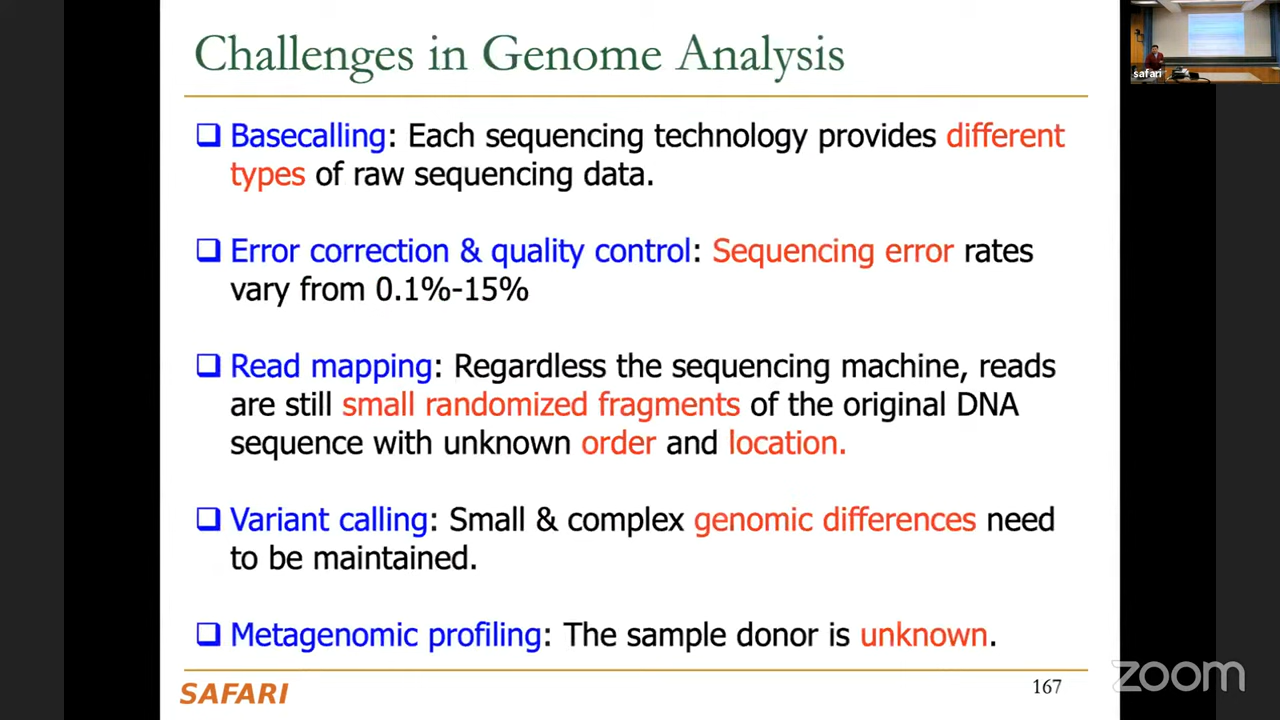 Challenges in Genome Analysis
safari
Basecalling: Each sequencing technology provides different
types of raw sequencing data.
Error correction & quality control: Sequencing error rates
vary from 0.1%-15%
Read mapping: Regardless the sequencing machine, reads
are still small randomized fragments of the original DNA
sequence with unknown order and location.
Variant calling: Small & complex genomic differences need
to be maintained.
Metagenomic profiling: The sample donor is unknown.
SAFARI
167
zoom